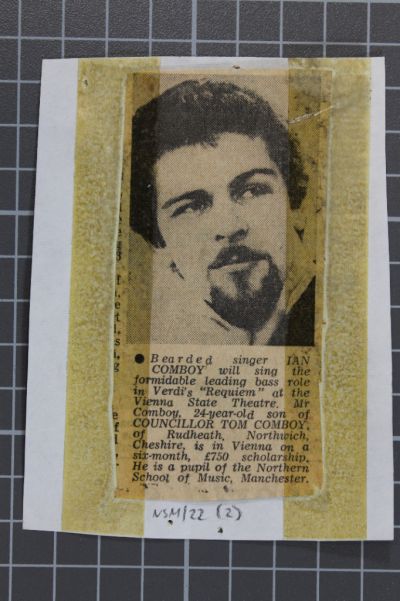 ● Bearded singer IAN
COMBOY will sing the
formidable leading bass role
in Verdi's "Requiem" at the
Vienna State Theatre. Mr
Comboy, 24-year-old son of
COUNCILLOR TOM COMBOY,
of Rudheath, Northwich,
Cheshire, is in Vienna on a
six-month, £750 scholarship.
He is a pupil of the Northern
School of Music, Manchester.
NSM/22 (2)